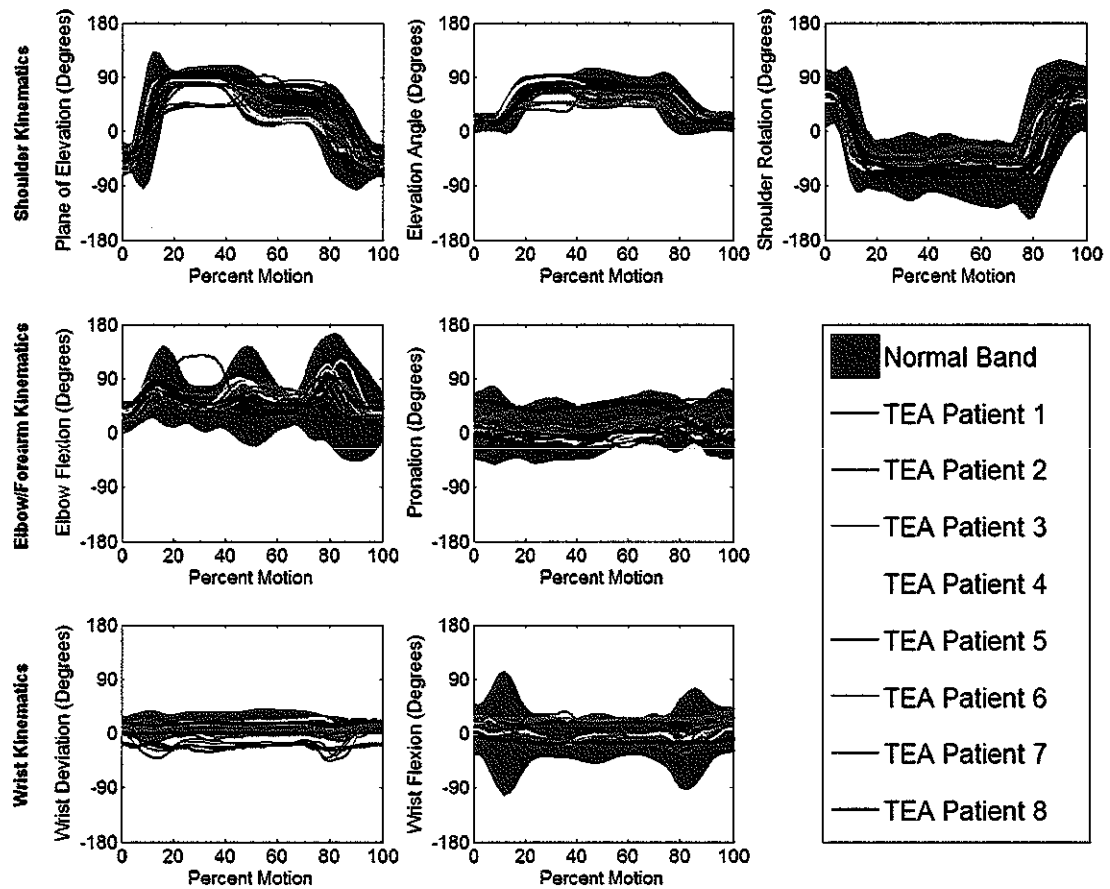 Shoulder Kinematics
Plane of Elevation (Degrees)
180
90
0
-90
-180
0 20 40 60 80 100
Percent Motion
Elevation Angle (Degrees)
180
90
0
-90
-180
0 20 40 60 80 100
Percent Motion
Shoulder Rotation (Degrees)
180
90
0
-90
-180
0 20 40 60 80 100
Percent Motion
Elbow/Forearm Kinematics
Elbow Flexion (Degrees)
180
90
0
-90
-180
0 20 40 60 80 100
Percent Motion
Pronation (Degrees)
180
90
0
-90
-180
0 20 40 60 80 100
Percent Motion
Wrist Kinematics
Wrist Deviation (Degrees)
180
90
0
-90
-180
0 20 40 60 80 100
Percent Motion
Wrist Flexion (Degrees)
180
90
0
-90
-180
0 20 40 60 80 100
Percent Motion
Normal Band
TEA Patient 1
TEA Patient 2
TEA Patient 3
TEA Patient 4
TEA Patient 5
TEA Patient 6
TEA Patient 7
TEA Patient 8